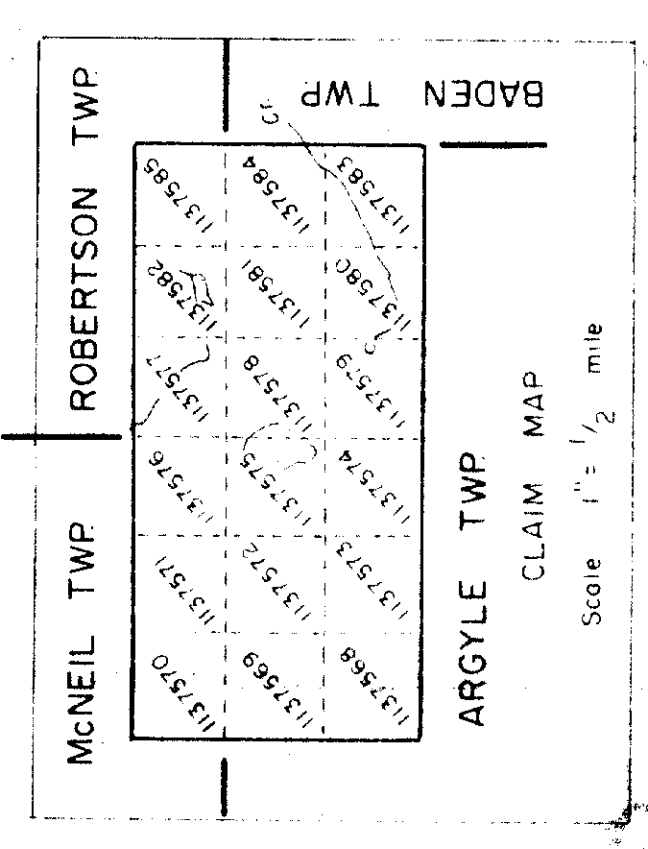 McNEIL TWP. ROBERTSON TWP.
1137570 1137571 1137576 1137577 1137582 1137585
1137569 1137572 1137575 1137578 1137581 1137584
1137568 1137573 1137574 1137579 1137580 1137583
Cr.
BADEN TWP
ARGYLE TWP.
CLAIM MAP
Scale 1" = 1/2 mile